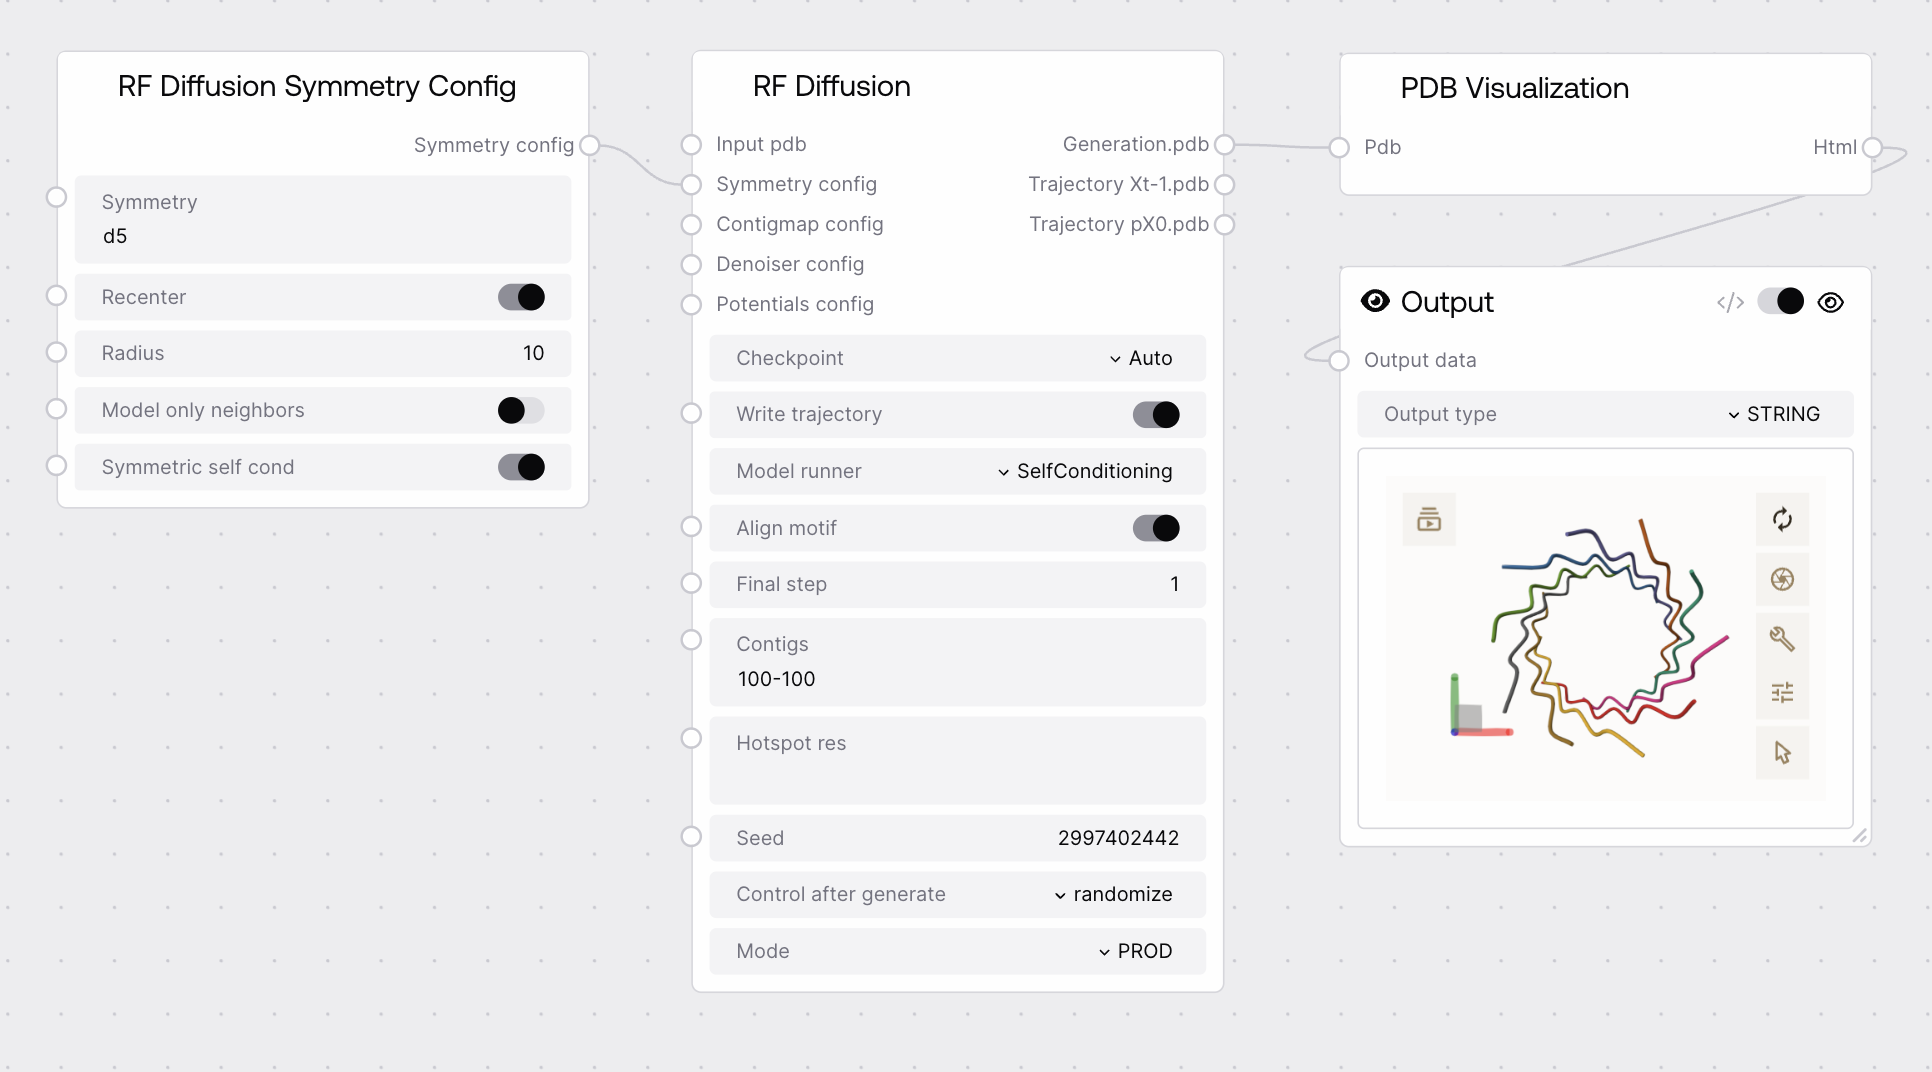 RF Diffusion Symmetry Config
Symmetry config
Symmetry
d5
Recenter
Radius 10
Model only neighbors
Symmetric self cond
RF Diffusion
Input pdb Generation.pdb
Symmetry config Trajectory Xt-1.pdb
Contigmap config Trajectory pX0.pdb
Denoiser config
Potentials config
Checkpoint Auto
Write trajectory
Model runner SelfConditioning
Align motif
Final step 1
Contigs
100-100
Hotspot res
Seed 2997402442
Control after generate randomize
Mode PROD
PDB Visualization
Pdb Html
Output </>
Output data
Output type STRING